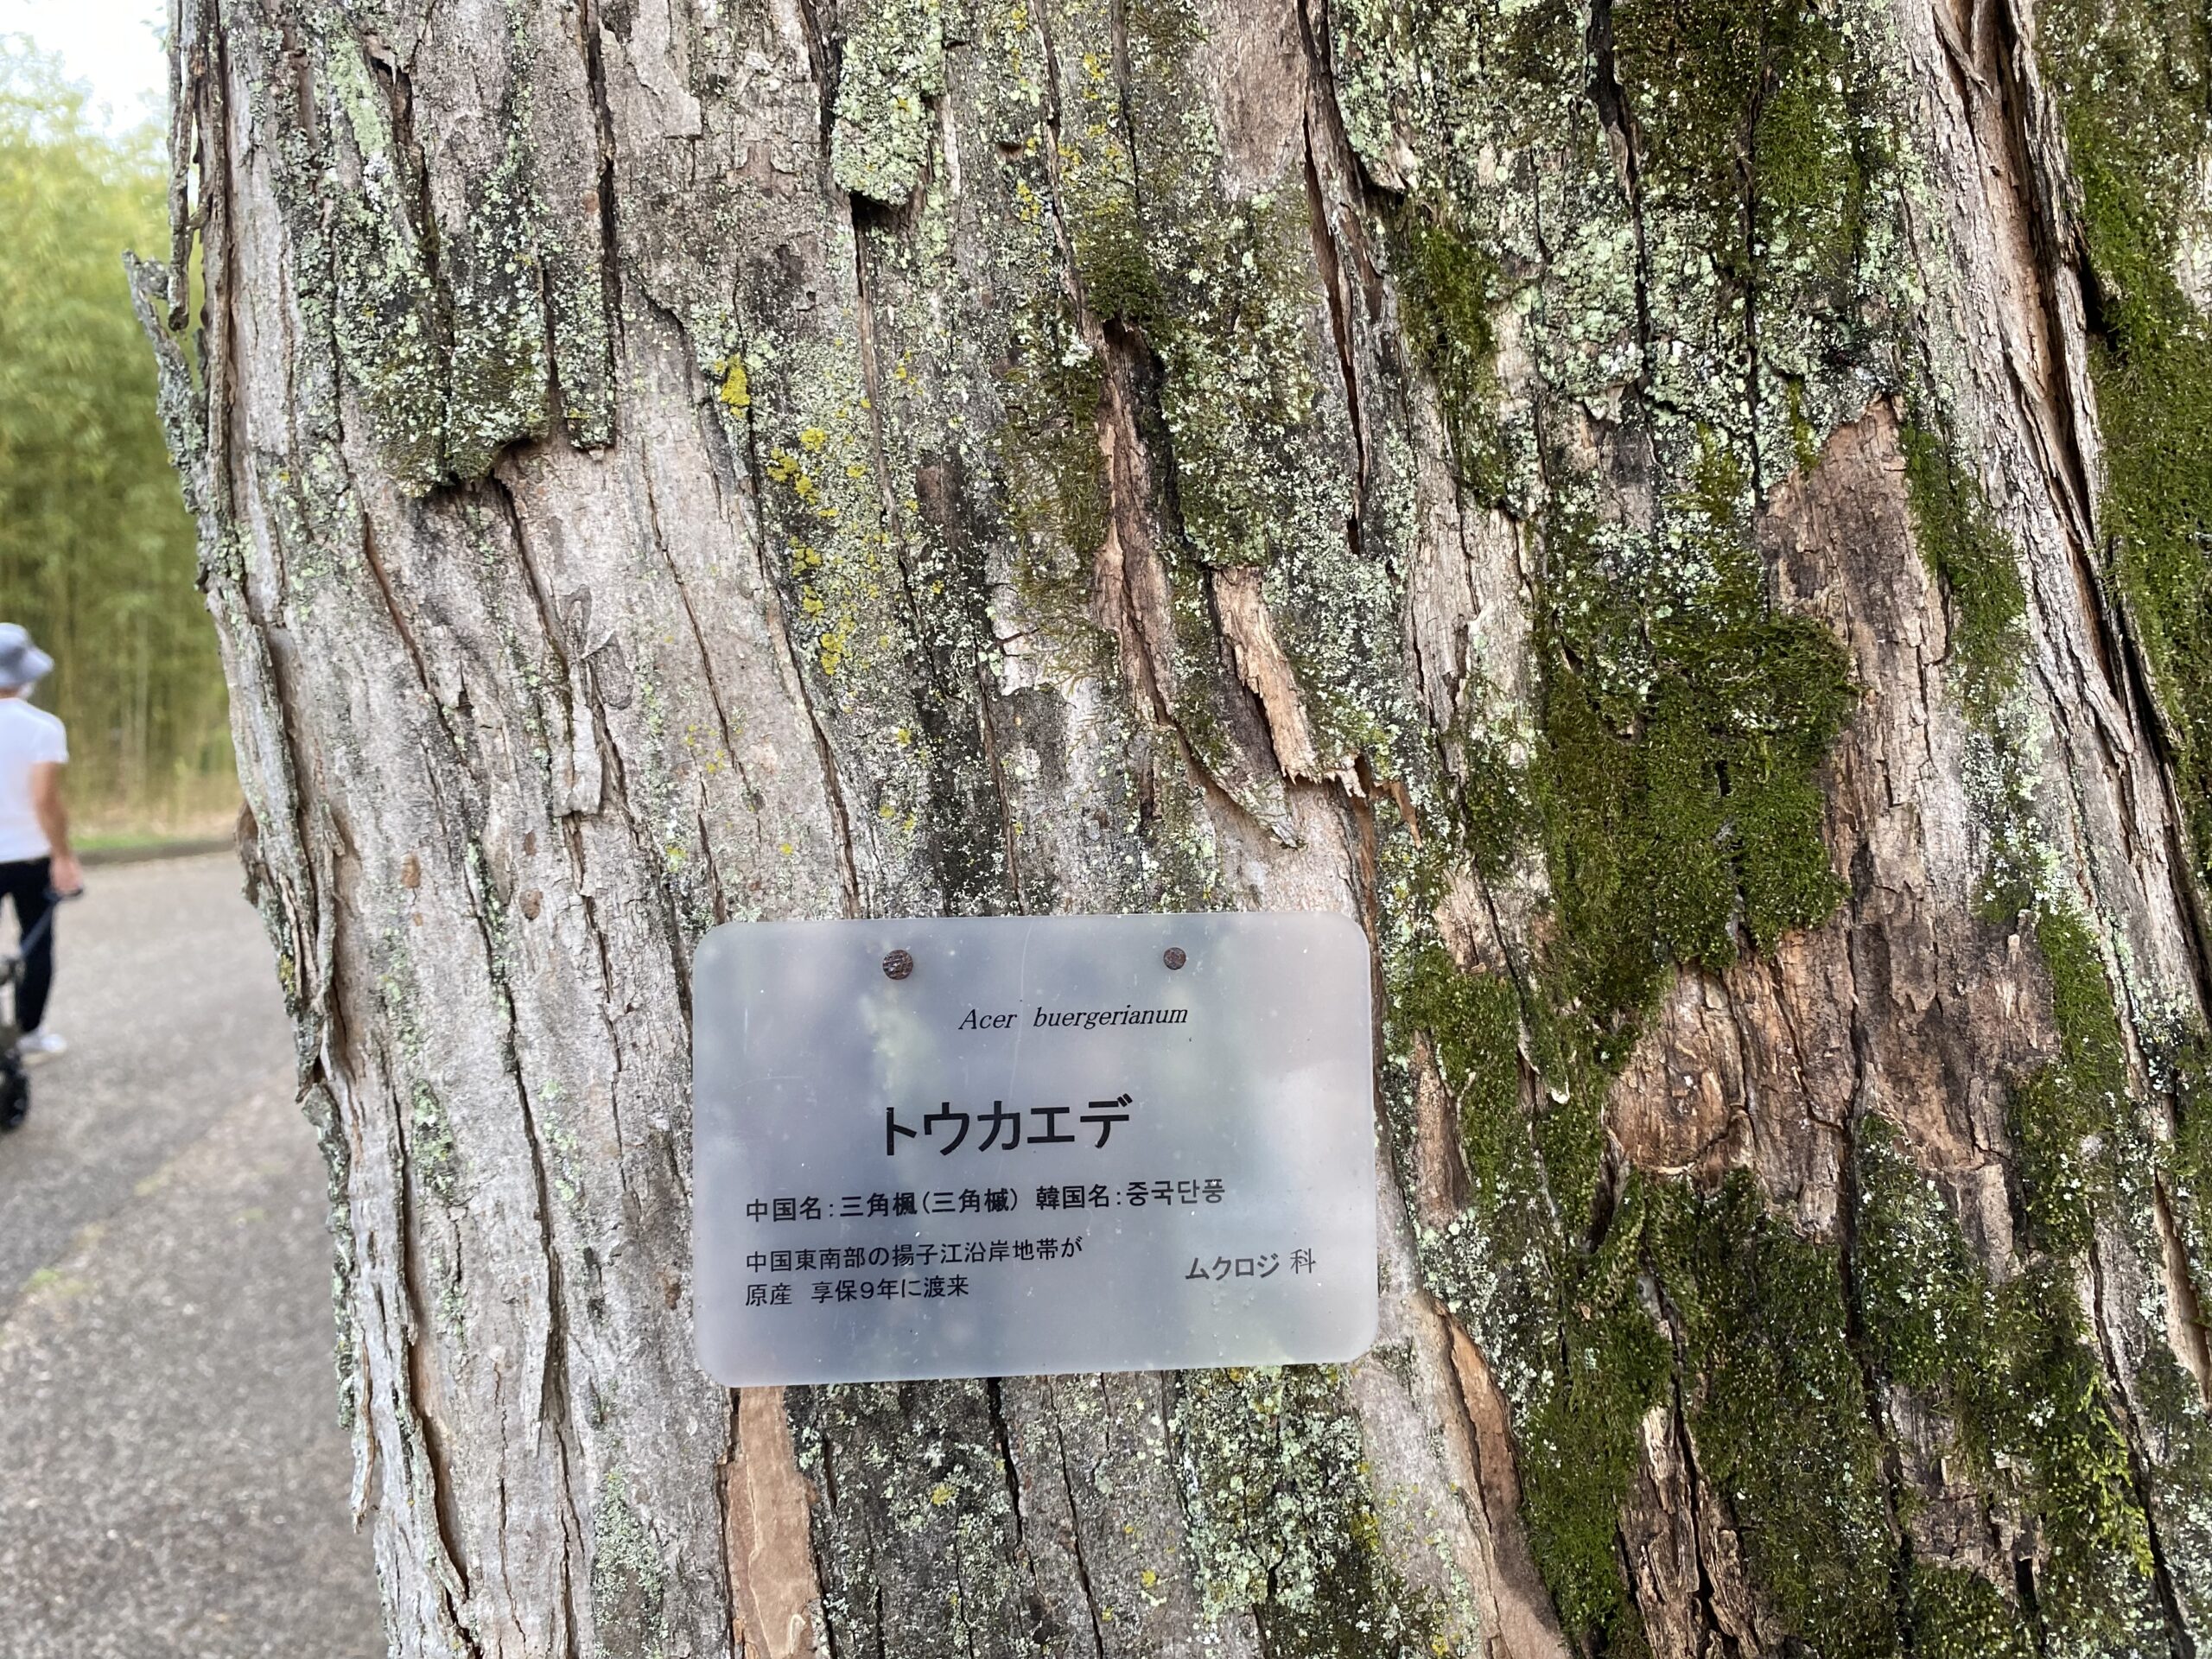 Acer buergerianum
トウカエデ
中国名：三角楓（三角槭） 韓国名：중국단풍
中国東南部の揚子江沿岸地帯が
原産　享保９年に渡来
ムクロジ 科